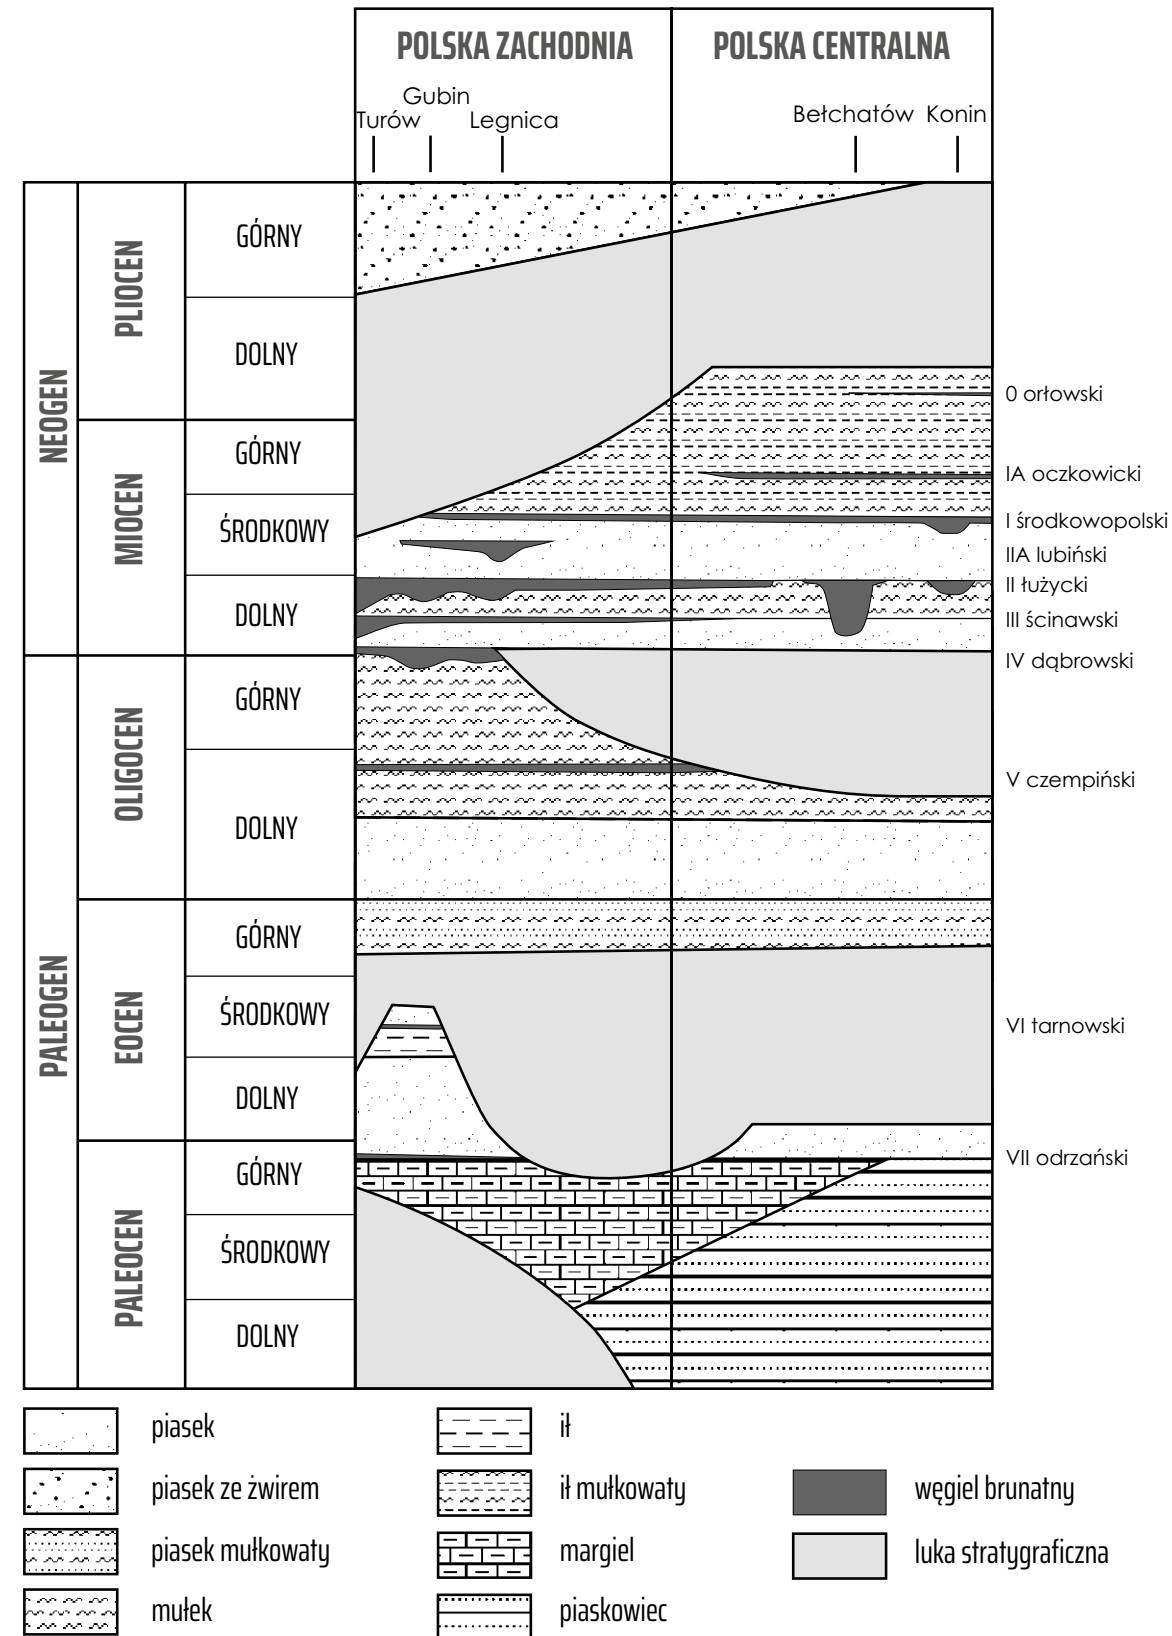 POLSKA ZACHODNIA
POLSKA CENTRALNA
Gubin
Turów
Legnica
Bełchatów
Konin
NEOGEN
PLIOCEN
GÓRNY
DOLNY
MIOCEN
GÓRNY
ŚRODKOWY
DOLNY
PALEOGEN
OLIGOCEN
GÓRNY
DOLNY
EOCEN
GÓRNY
ŚRODKOWY
DOLNY
PALEOCEN
GÓRNY
ŚRODKOWY
DOLNY
0 orłowski
IA oczkowicki
I środkowopolski
IIA lubiński
II łużycki
III ścinawski
IV dąbrowski
V czempiński
VI tarnowski
VII odrzański
piasek
piasek ze żwirem
piasek mułkowaty
mułek
ił
ił mułkowaty
margiel
piaskowiec
węgiel brunatny
luka stratygraficzna